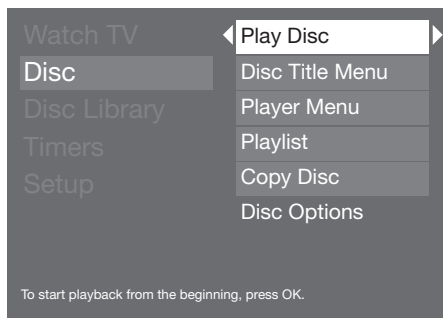 Watch TV
Disc
Disc Library
Timers
Setup
Play Disc
Disc Title Menu
Player Menu
Playlist
Copy Disc
Disc Options
To start playback from the beginning, press OK.